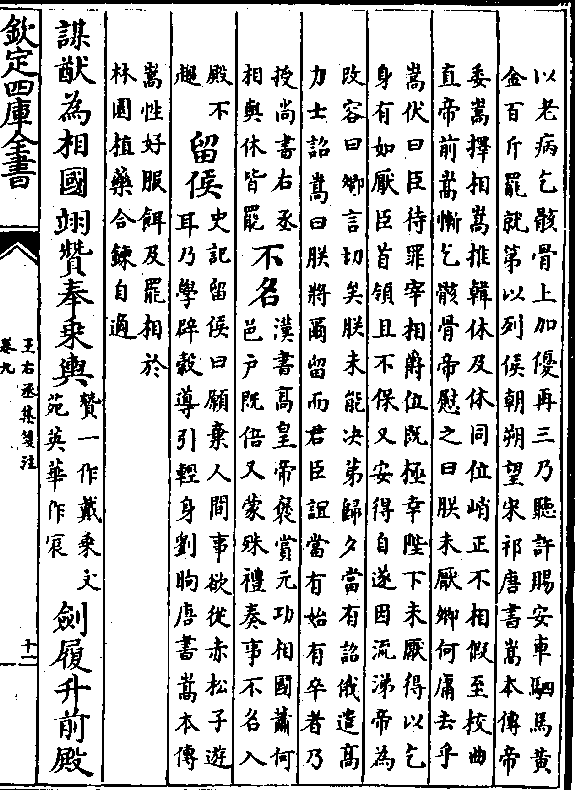 以老病乞骸骨上加優再三乃聽許賜安車駟馬黃
金百斤罷就第以列侯朝朔望宋祁唐書嵩本傳帝
委嵩擇相嵩推韓休及休同位峭正不相假至校曲
直帝前嵩慚乞骸骨帝慰之曰朕未厭卿何庸去乎
嵩伏曰臣待罪宰相爵位既極幸陛下未厭得以乞
身有如厭臣首領且不保又安得自遂因流涕帝為
改容曰卿言切矣朕未能決第歸夕當有詔俄遣高
力士詔嵩曰朕將爾留而君臣誼當有始有卒者乃
授尚書右丞
相與休皆罷
不名
漢書高皇帝褒賞元功相國蕭何
邑戶既倍又蒙殊禮奏事不名入
殿不
趨
留侯
史記留侯曰願棄人間事欲從赤松子遊
耳乃學辟穀導引輕身劉昫唐書嵩本傳
嵩性好服餌及罷相於
林園植藥合鍊自適
謀猷為相國翊贊奉乘輿
贊一作戴乘文
苑英華作宸
劍履升前殿
欽定四庫全書
王右丞集箋注
卷九
十一